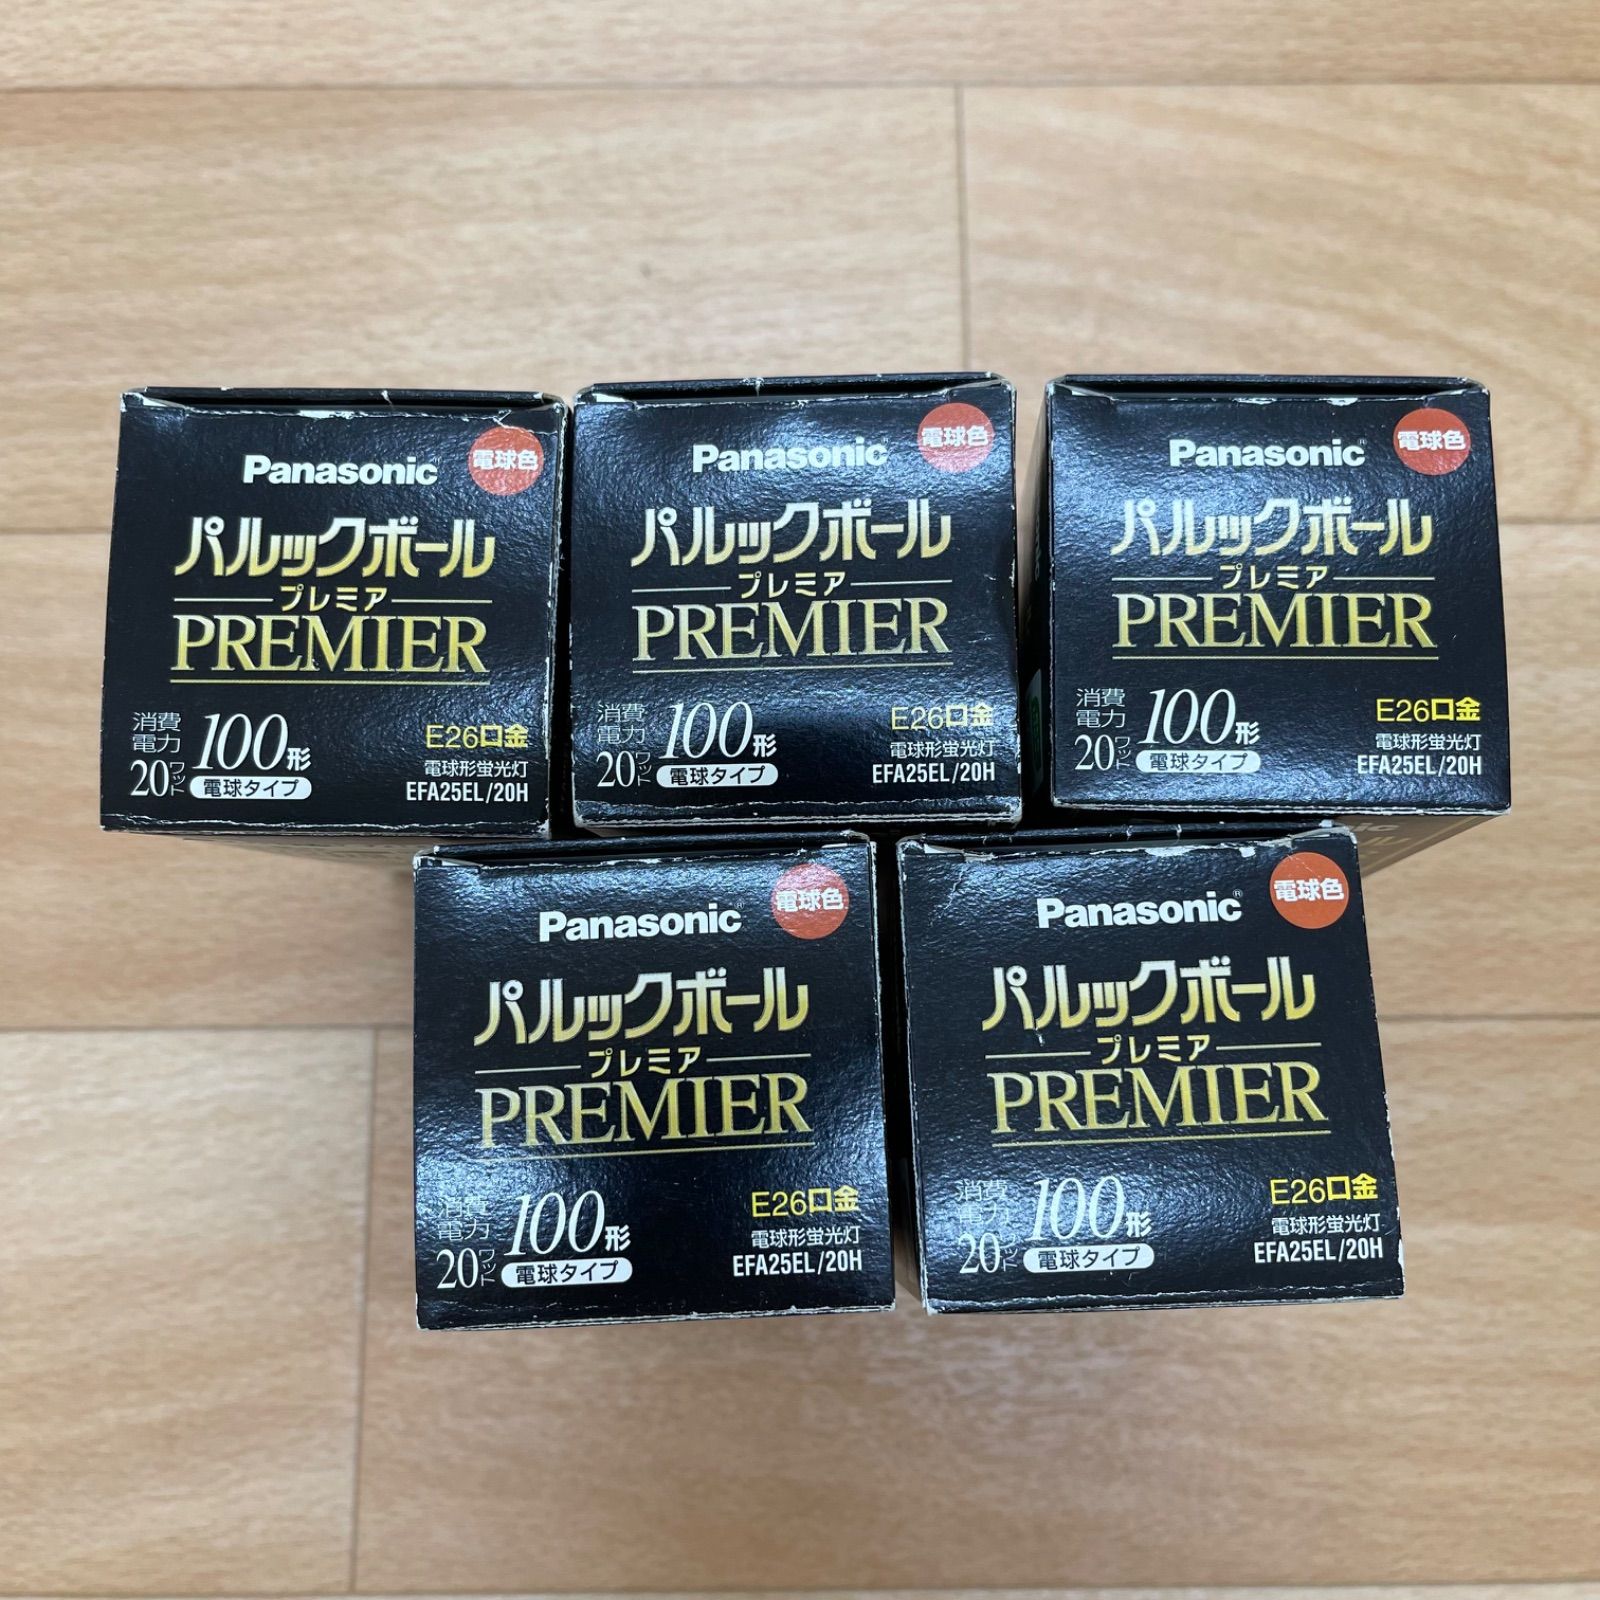 Panasonic
電球色
パルックボール
プレミア
PREMIER
消費
電力
20ワット
100形
電球タイプ
E26口金
電球形蛍光灯
EFA25EL/20H
Panasonic
電球色
パルックボール
プレミア
PREMIER
消費
電力
20ワット
100形
電球タイプ
E26口金
電球形蛍光灯
EFA25EL/20H
Panasonic
電球色
パルックボール
プレミア
PREMIER
消費
電力
20ワット
100形
電球タイプ
E26口金
電球形蛍光灯
EFA25EL/20H
Panasonic®
電球色
パルックボール
プレミア
PREMIER
消費
電力
20ワット
100形
電球タイプ
E26口金
電球形蛍光灯
EFA25EL/20H
Panasonic®
電球色
パルックボール
プレミア
PREMIER
消費
電力
20ワット
100形
電球タイプ
E26口金
電球形蛍光灯
EFA25EL/20H